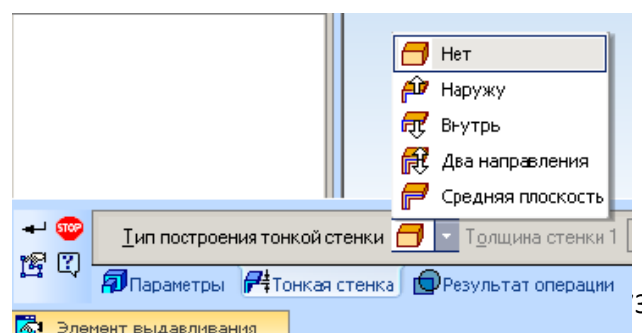 Нет
Наружу
Внутрь
Два направления
Средняя плоскость
STOP
Тип построения тонкой стенки Толщина стенки 1
Параметры Тонкая стенка Результат операции
Элемент выдавливания